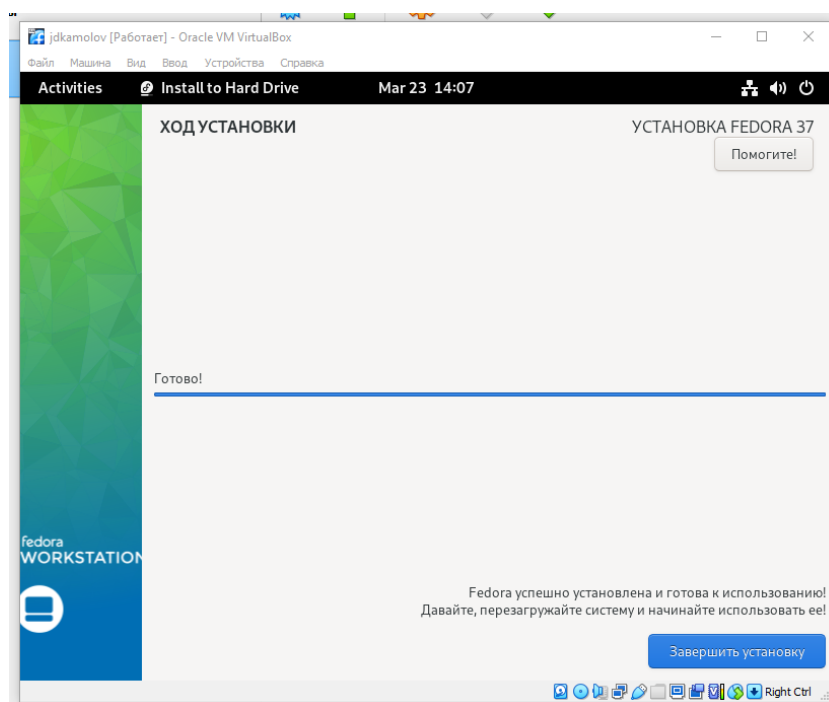 jdkamolov [Работает] - Oracle VM VirtualBox
Файл Машина Вид Ввод Устройства Справка
Activities Install to Hard Drive Mar 23 14:07
ХОД УСТАНОВКИ УСТАНОВКА FEDORA 37
Помогите!
Готово!
fedora
WORKSTATION
Fedora успешно установлена и готова к использованию!
Давайте, перезагружайте систему и начинайте использовать ее!
Завершить установку
Right Ctrl